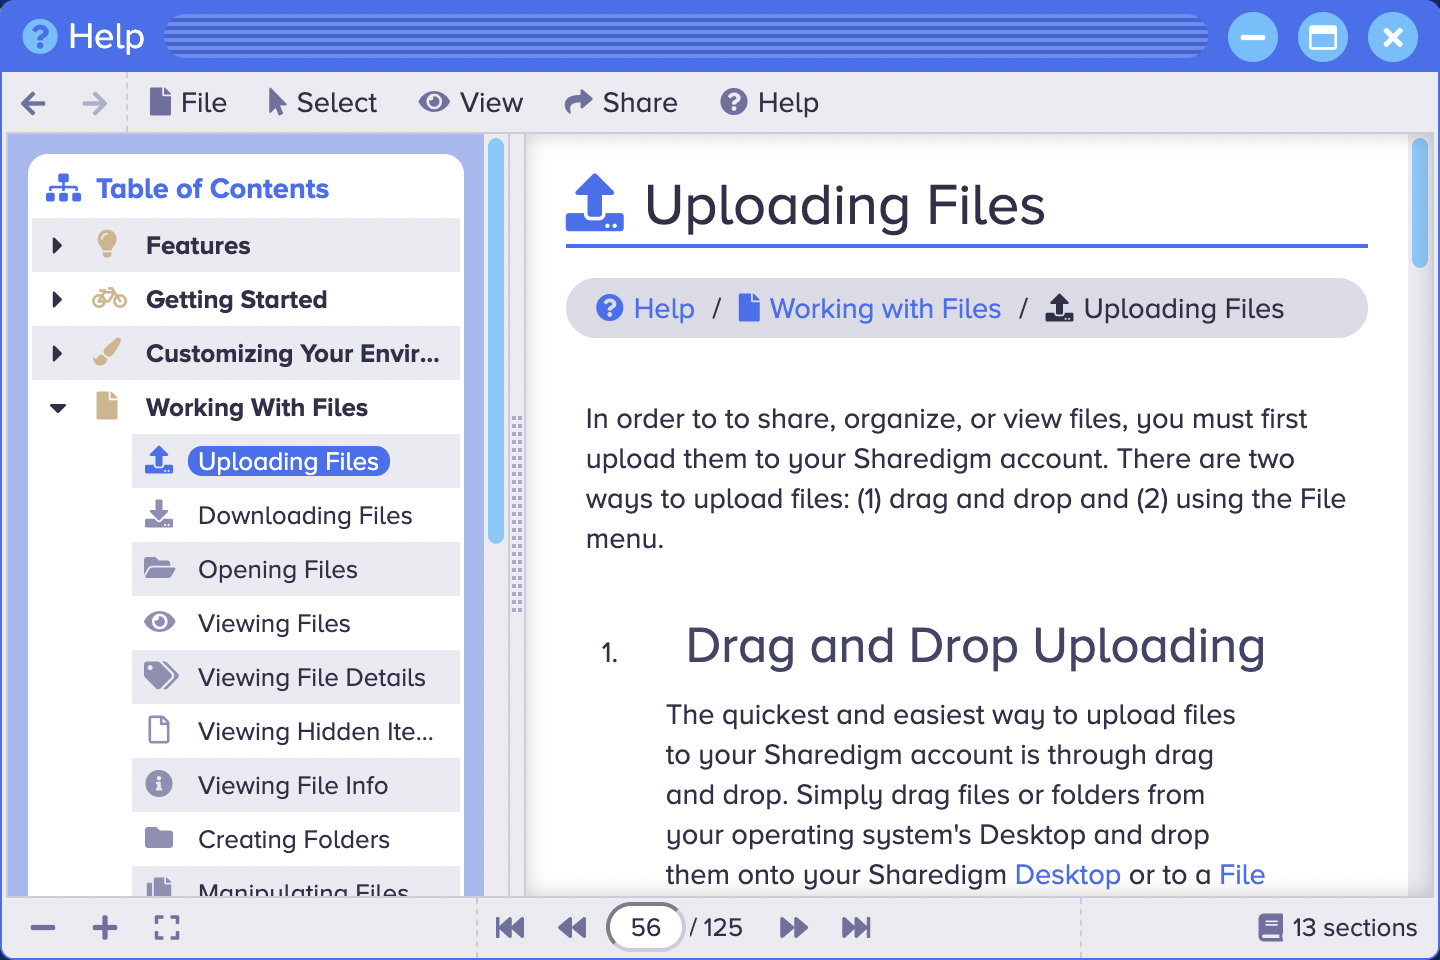 Help
File Select View Share Help
Table of Contents
Features
Getting Started
Customizing Your Envir...
Working With Files
Uploading Files
Downloading Files
Opening Files
Viewing Files
Viewing File Details
Viewing Hidden Ite...
Viewing File Info
Creating Folders
Manipulating Files
Uploading Files
Help / Working with Files / Uploading Files
In order to to share, organize, or view files, you must first
upload them to your Sharedigm account. There are two
ways to upload files: (1) drag and drop and (2) using the File
menu.
1. Drag and Drop Uploading
The quickest and easiest way to upload files
to your Sharedigm account is through drag
and drop. Simply drag files or folders from
your operating system's Desktop and drop
them onto your Sharedigm Desktop or to a File
56 / 125
13 sections